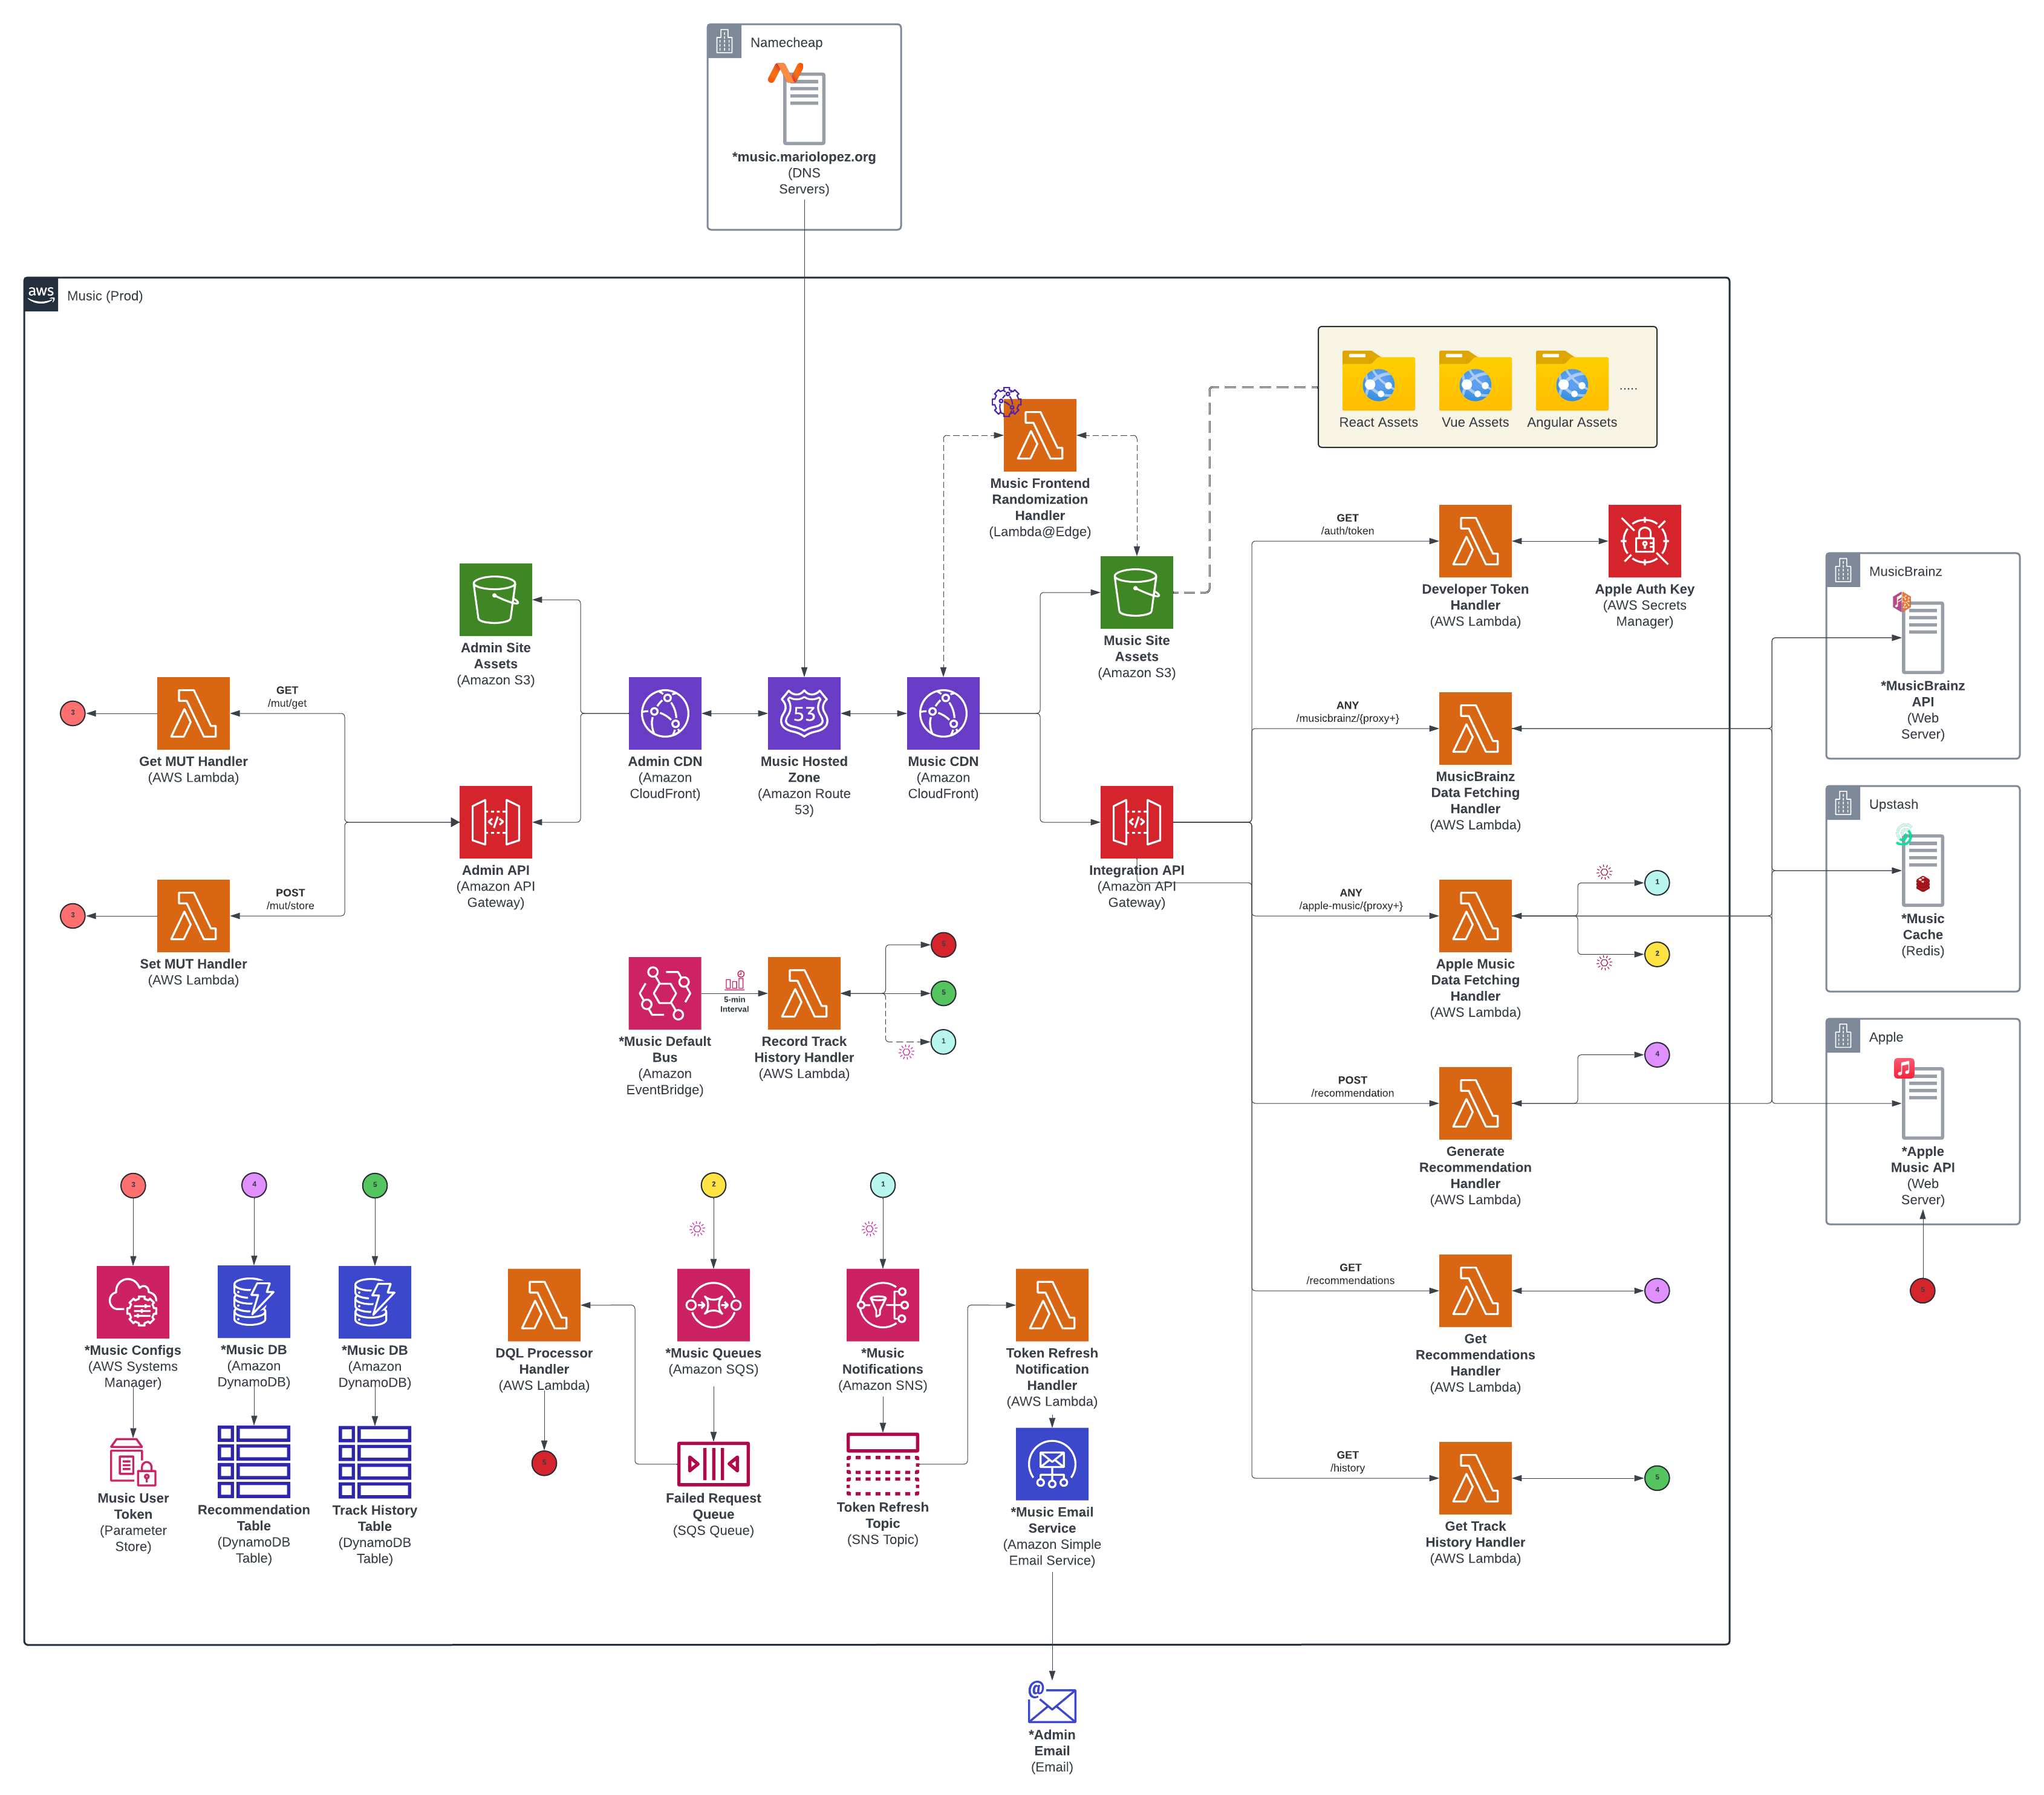 Namecheap
*music.mariolopez.org
(DNS
Servers)
aws
Music (Prod)
React Assets
Vue Assets
Angular Assets
.....
Music Frontend
Randomization
Handler
(Lambda@Edge)
GET
/auth/token
Developer Token
Handler
(AWS Lambda)
Apple Auth Key
(AWS Secrets
Manager)
MusicBrainz
*MusicBrainz
API
(Web
Server)
Admin Site
Assets
(Amazon S3)
Music Site
Assets
(Amazon S3)
3
Get MUT Handler
(AWS Lambda)
GET
/mut/get
Admin CDN
(Amazon
CloudFront)
53
Music Hosted
Zone
(Amazon Route
53)
Music CDN
(Amazon
CloudFront)
ANY
/musicbrainz/{proxy+}
MusicBrainz
Data Fetching
Handler
(AWS Lambda)
Admin API
(Amazon API
Gateway)
Integration API
(Amazon API
Gateway)
Upstash
*Music
Cache
(Redis)
3
Set MUT Handler
(AWS Lambda)
POST
/mut/store
ANY
/apple-music/{proxy+}
Apple Music
Data Fetching
Handler
(AWS Lambda)
1
2
*Music Default
Bus
(Amazon
EventBridge)
5-min
Interval
Record Track
History Handler
(AWS Lambda)
5
1
Apple
*Apple
Music API
(Web
Server)
POST
/recommendation
Generate
Recommendation
Handler
(AWS Lambda)
4
3
4
5
2
1
*Music Configs
(AWS Systems
Manager)
*Music DB
(Amazon
DynamoDB)
*Music DB
(Amazon
DynamoDB)
DQL Processor
Handler
(AWS Lambda)
*Music Queues
(Amazon SQS)
*Music
Notifications
(Amazon SNS)
Token Refresh
Notification
Handler
(AWS Lambda)
GET
/recommendations
Get
Recommendations
Handler
(AWS Lambda)
4
Music User
Token
(Parameter
Store)
Recommendation
Table
(DynamoDB
Table)
Track History
Table
(DynamoDB
Table)
Failed Request
Queue
(SQS Queue)
Token Refresh
Topic
(SNS Topic)
*Music Email
Service
(Amazon Simple
Email Service)
GET
/history
Get Track
History Handler
(AWS Lambda)
5
@
*Admin
Email
(Email)